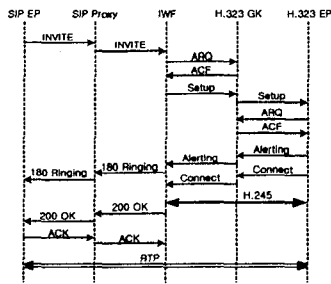 SIP EP SIP Proxy IWF H.323 GK H.323 EP
INVITE
INVITE
ARQ
ACF
Setup
Setup
ARQ
ACF
Alerting
Alerting
180 Ringing
180 Ringing
Connect
Connect
H.245
200 OK
200 OK
ACK
ACK
RTP